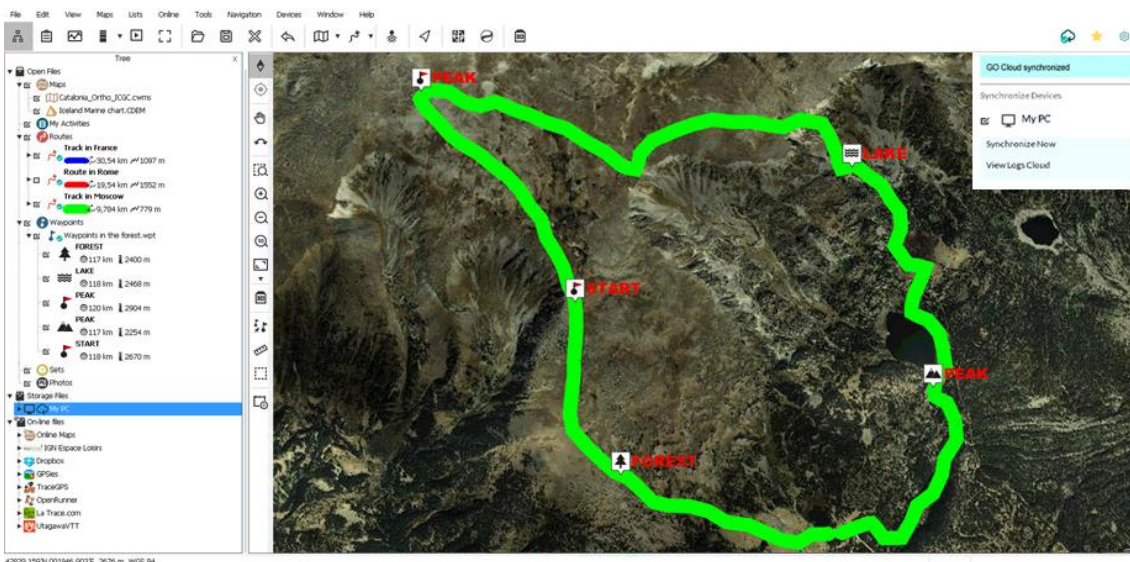 File Edit View Maps Lists Online Tools Navigation Devices Window Help
Tree X
Open Files
Maps
Catalonia_Ortho_ICGC.cwms
Iceland Marine chart.CDEM
My Activities
Routes
Track in France
30,54 km 1097 m
Route in Rome
19,54 km 1552 m
Track in Moscow
9,784 km 779 m
Waypoints
Waypoints in the forest.wpt
FOREST
117 km 2400 m
LAKE
118 km 2468 m
PEAK
120 km 2904 m
PEAK
117 km 2254 m
START
118 km 2670 m
Sets
Photos
Storage Files
My PC
On-line files
Online Maps
IGN Espace Loisirs
Dropbox
GPSies
TraceGPS
OpenRunner
La Trace.com
UtagawaVTT
PEAK
LAKE
START
PEAK
FOREST
GO Cloud synchronized
Synchronize Devices
My PC
Synchronize Now
View Logs Cloud